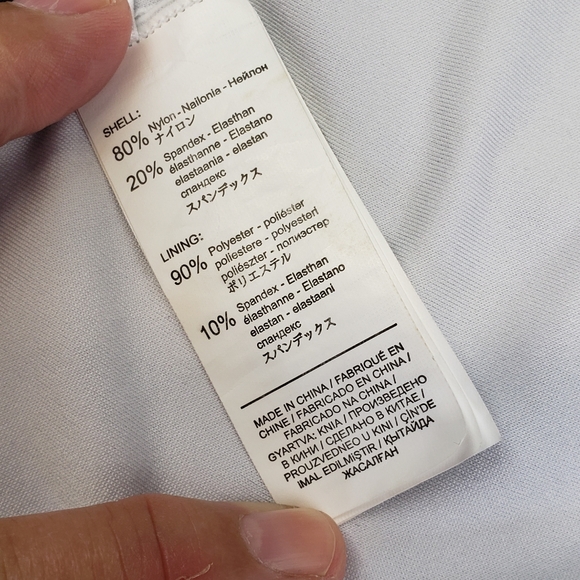 SHELL:
80% Nylon - Nailonia - Нейлон
ナイロン
20% Spandex - Elasthan
élasthanne - Elastano
elastaania - elastan
спандекс
スパンデックス
LINING:
90% Polyester - poliéster
poliestere - polyesteri
poliészter - полиэстер
ポリエステル
10% Spandex - Elasthan
élasthanne - Elastano
elastan - elastaani
спандекс
スパンデックス
MADE IN CHINA / FABRIQUÉ EN
CHINE / FABRICADO EN CHINA /
FABRICADO NA CHINA /
GYARTVA: KNIA / ПРОИЗВЕДЕНО
В КИНИ / СДЕЛАНО В КИТАЕ /
PROUZVEDNEO U KINI / ÇIN'DE
IMAL EDILMIŞTIR / ҚЫТАЙДА
ЖАСАЛҒАН